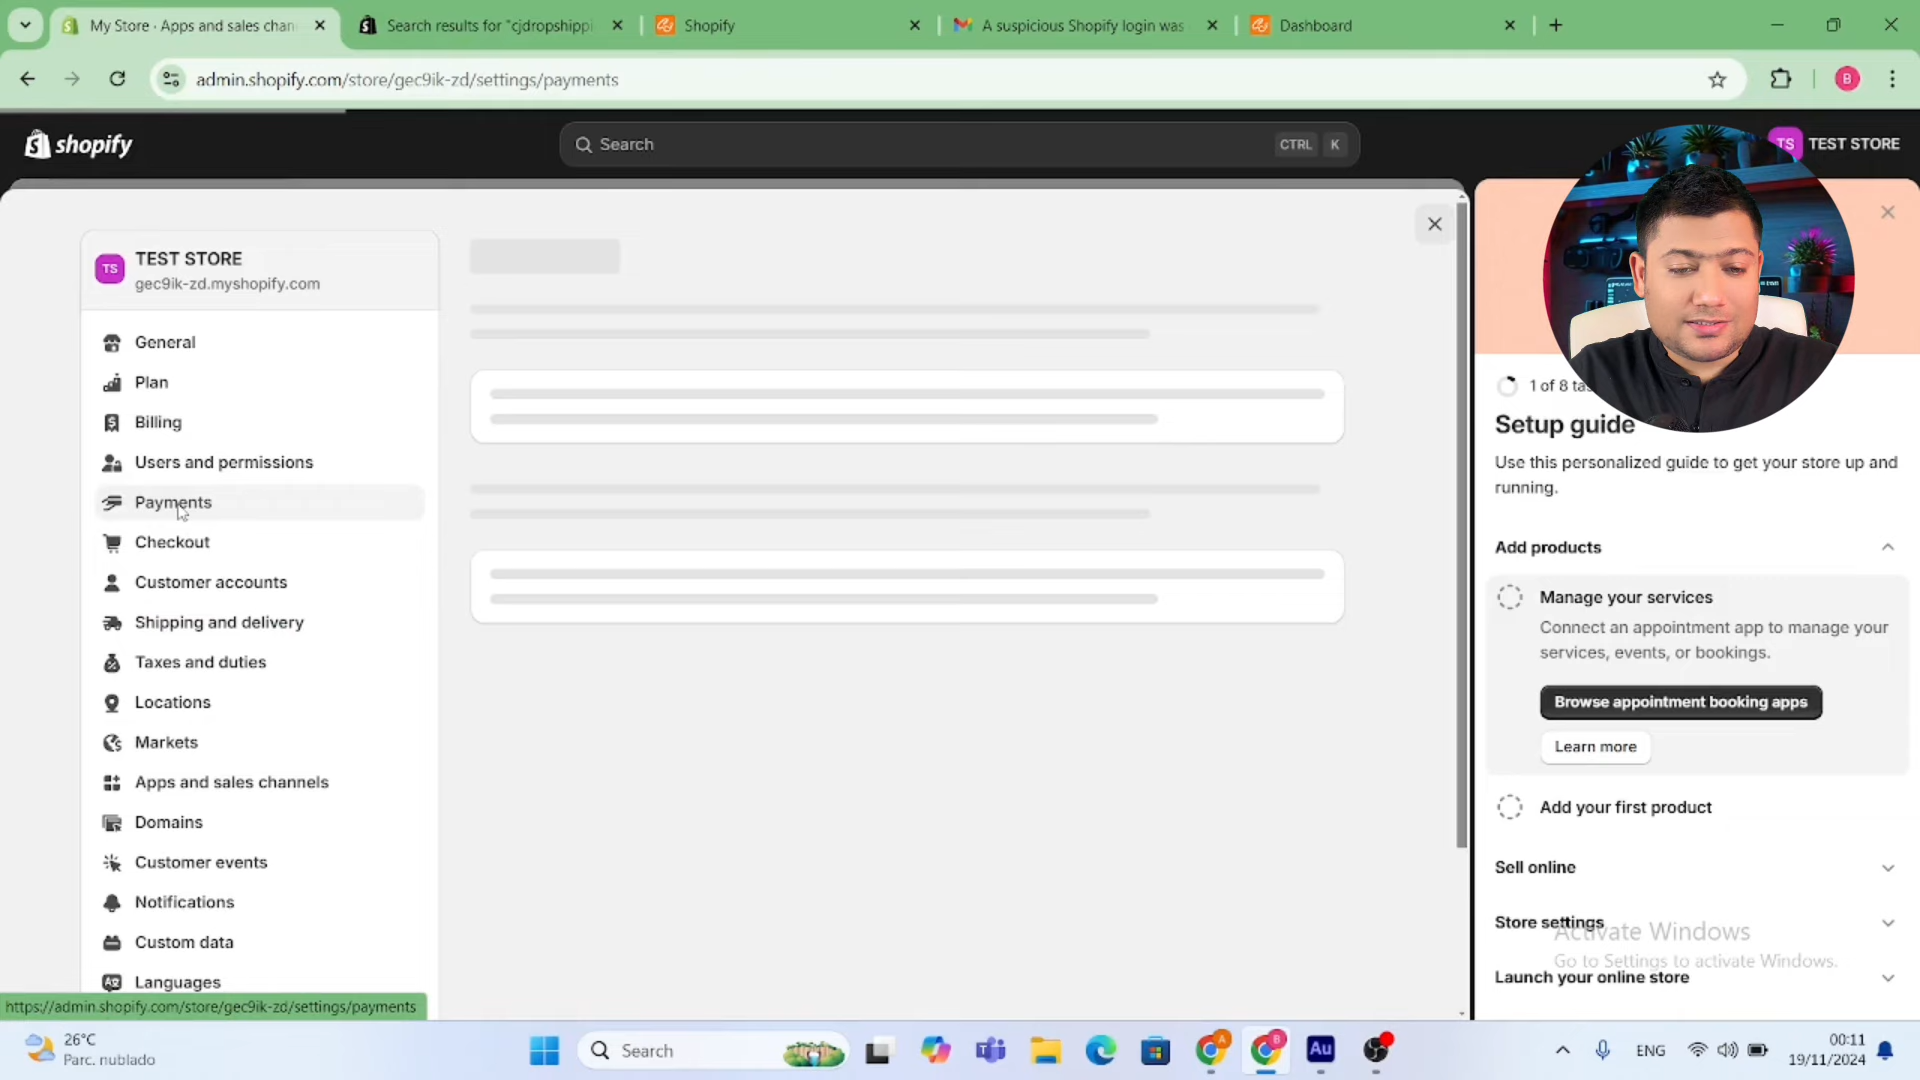 My Store · Apps and sales chan
Search results for "cjdropshippi
Shopify
A suspicious Shopify login was
Dashboard
admin.shopify.com/store/gec9ik-zd/settings/payments
B
shopify
Search
CTRL K
TS TEST STORE
TS
TEST STORE
gec9ik-zd.myshopify.com
General
Plan
Billing
Users and permissions
Payments
Checkout
Customer accounts
Shipping and delivery
Taxes and duties
Locations
Markets
Apps and sales channels
Domains
Customer events
Notifications
Custom data
Languages
https://admin.shopify.com/store/gec9ik-zd/settings/payments
1 of 8 ta
Setup guide
Use this personalized guide to get your store up and
running.
Add products
Manage your services
Connect an appointment app to manage your
services, events, or bookings.
Browse appointment booking apps
Learn more
Add your first product
Sell online
Store settings
Launch your online store
Activate Windows
Go to Settings to activate Windows.
26°C
Parc. nublado
Search
A
B
Au
ENG
00:11
19/11/2024